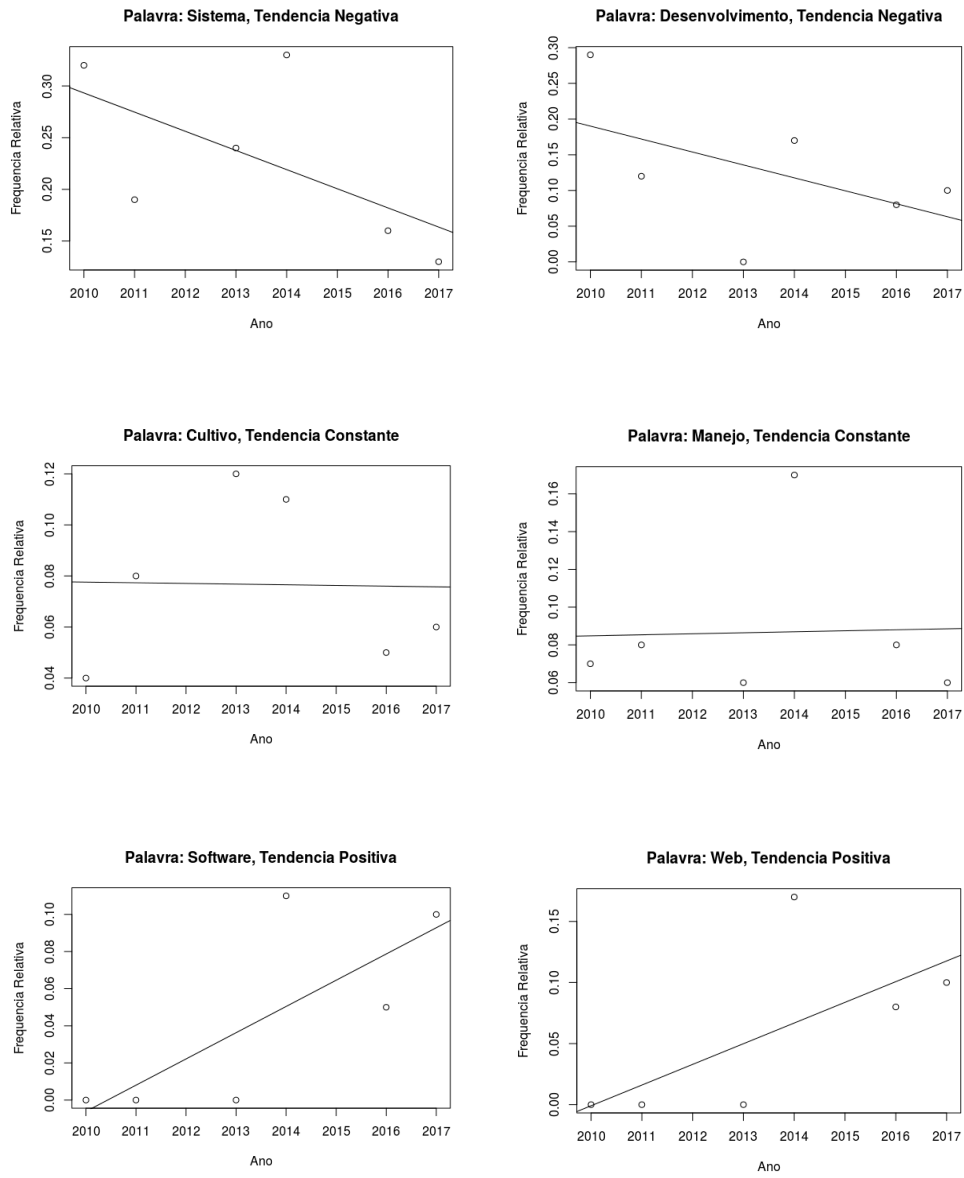 Palavra: Sistema, Tendencia Negativa
Frequencia Relativa
0.30
0.25
0.20
0.15
2010 2011 2012 2013 2014 2015 2016 2017
Ano
Palavra: Desenvolvimento, Tendencia Negativa
Frequencia Relativa
0.30
0.25
0.20
0.15
0.10
0.05
0.00
2010 2011 2012 2013 2014 2015 2016 2017
Ano
Palavra: Cultivo, Tendencia Constante
Frequencia Relativa
0.12
0.10
0.08
0.06
0.04
2010 2011 2012 2013 2014 2015 2016 2017
Ano
Palavra: Manejo, Tendencia Constante
Frequencia Relativa
0.16
0.14
0.12
0.10
0.08
0.06
2010 2011 2012 2013 2014 2015 2016 2017
Ano
Palavra: Software, Tendencia Positiva
Frequencia Relativa
0.10
0.08
0.06
0.04
0.02
0.00
2010 2011 2012 2013 2014 2015 2016 2017
Ano
Palavra: Web, Tendencia Positiva
Frequencia Relativa
0.15
0.10
0.05
0.00
2010 2011 2012 2013 2014 2015 2016 2017
Ano